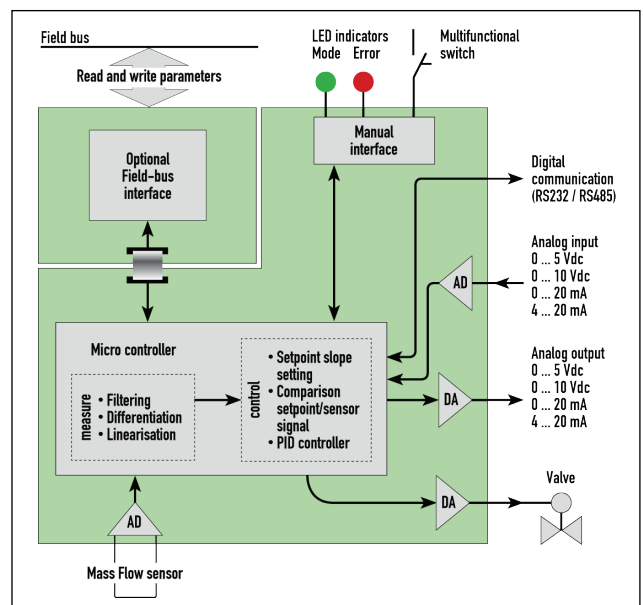 Field bus
Read and write parameters
LED indicators
Mode Error
Multifunctional
switch
Manual
interface
Optional
Field-bus
interface
Digital
communication
(RS232 / RS485)
Analog input
0 ... 5 Vdc
0 ... 10 Vdc
0 ... 20 mA
4 ... 20 mA
AD
Micro controller
measure
• Filtering
• Differentiation
• Linearisation
control
• Setpoint slope
setting
• Comparison
setpoint/sensor
signal
• PID controller
Analog output
0 ... 5 Vdc
0 ... 10 Vdc
0 ... 20 mA
4 ... 20 mA
DA
DA
Valve
AD
Mass Flow sensor